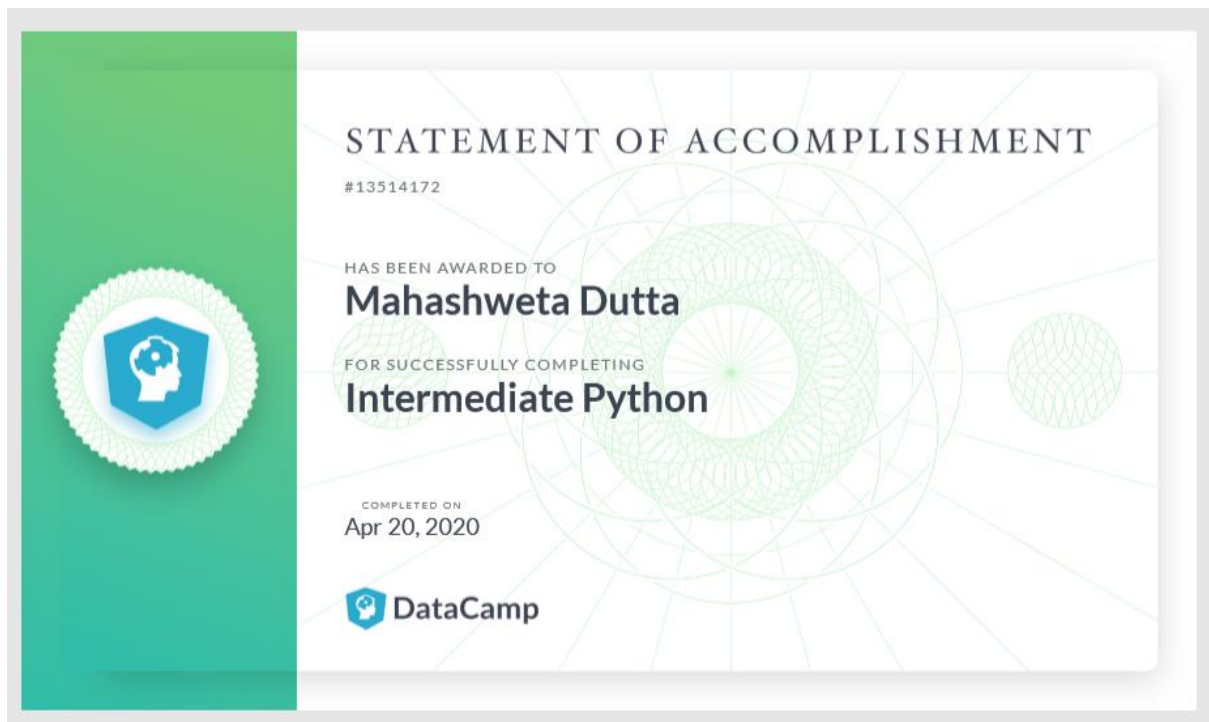 STATEMENT OF ACCOMPLISHMENT
#13514172
HAS BEEN AWARDED TO
Mahashweta Dutta
FOR SUCCESSFULLY COMPLETING
Intermediate Python
COMPLETED ON
Apr 20, 2020
DataCamp